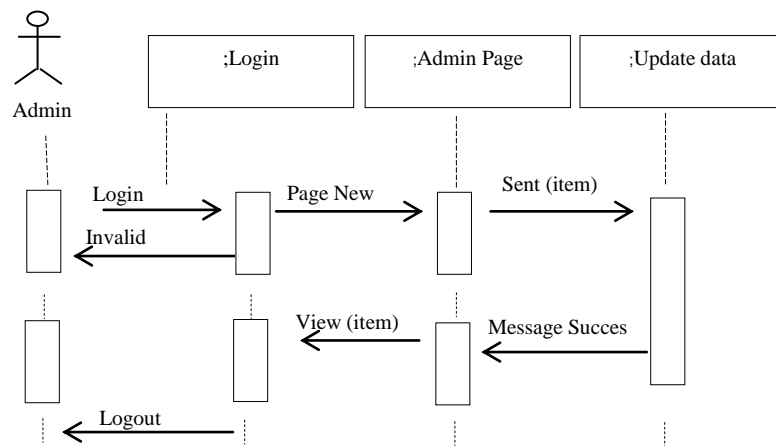 ;Login
;Admin Page
;Update data
Admin
Login
Page New
Sent (item)
Invalid
View (item)
Message Succes
Logout